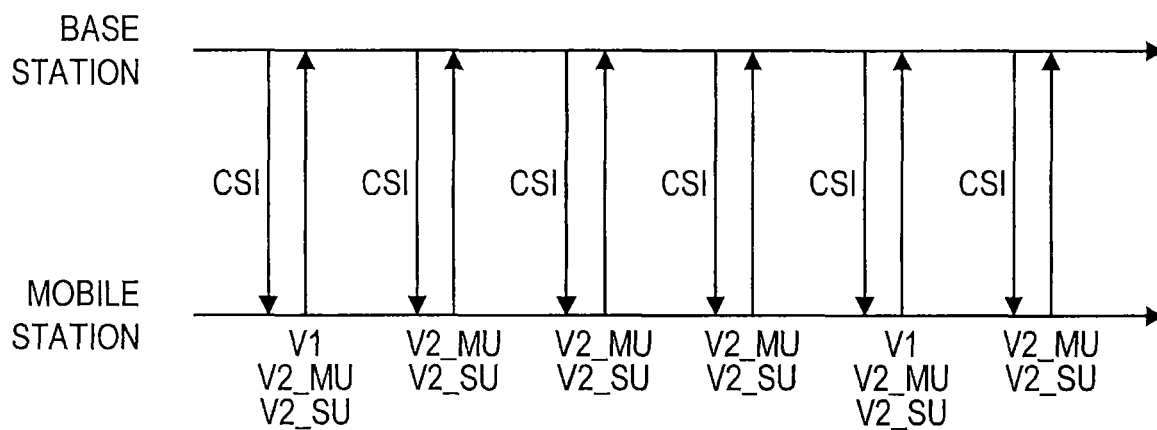 BASE
STATION
CSI CSI CSI CSI CSI CSI
MOBILE
STATION
V1 V2_MU V2_MU V2_MU V1 V2_MU
V2_MU V2_SU V2_SU V2_SU V2_MU V2_SU
V2_SU V2_SU